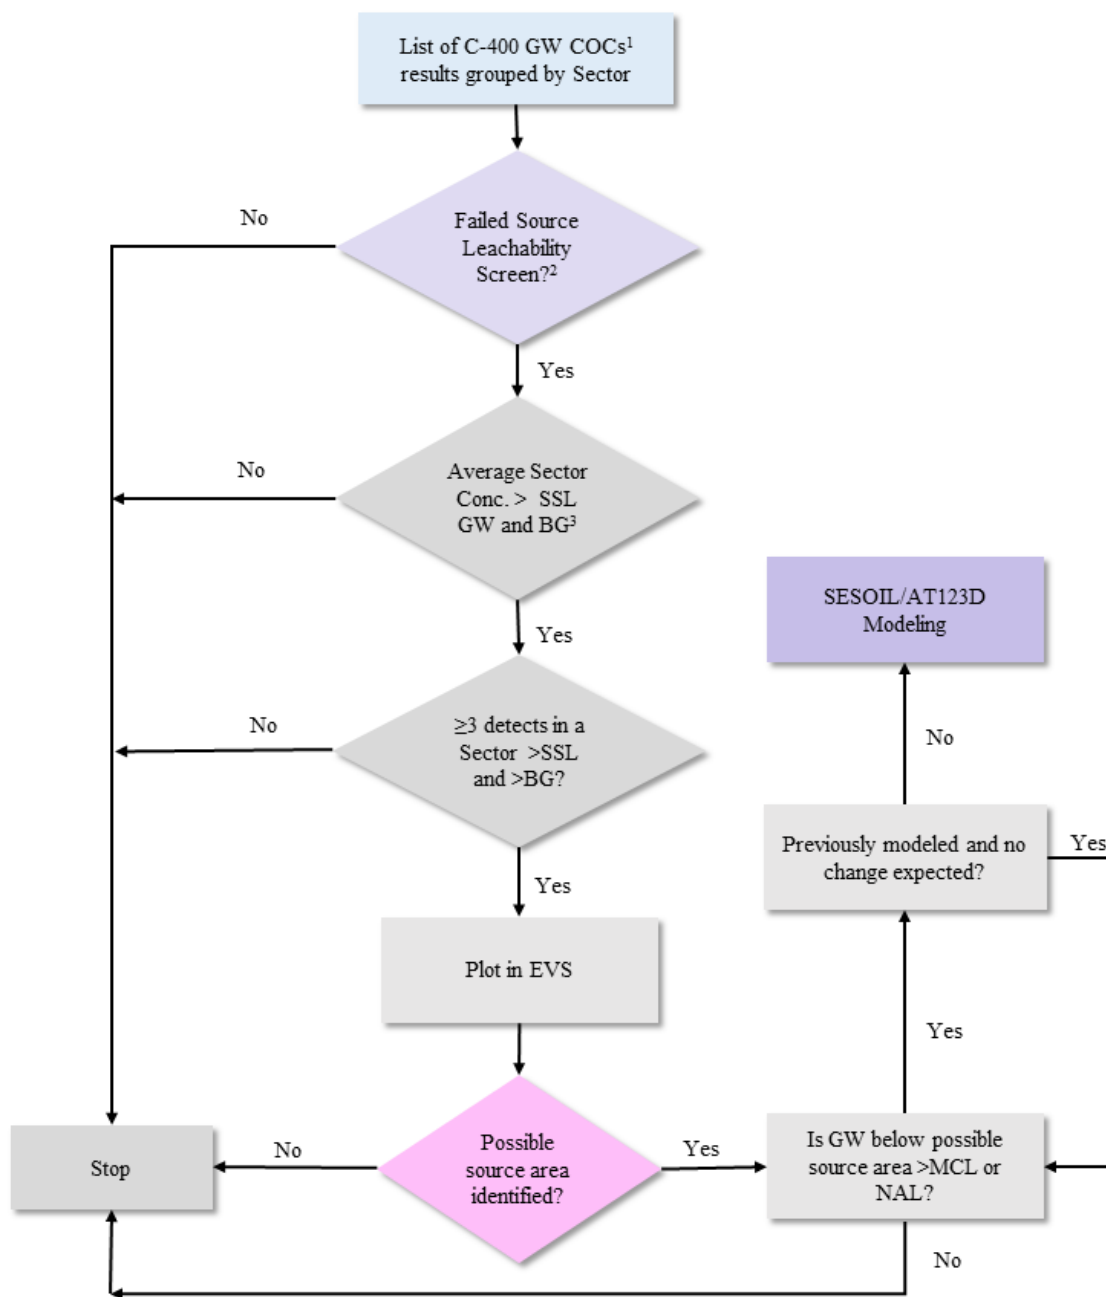 List of C-400 GW COCs¹
results grouped by Sector
No
Failed Source
Leachability
Screen?²
Yes
No
Average Sector
Conc. > SSL
GW and BG³
Yes
No
≥3 detects in a
Sector >SSL
and >BG?
Yes
Plot in EVS
Stop
No
Possible
source area
identified?
Yes
Is GW below possible
source area >MCL or
NAL?
No
Yes
Previously modeled and no
change expected?
Yes
No
SESOIL/AT123D
Modeling